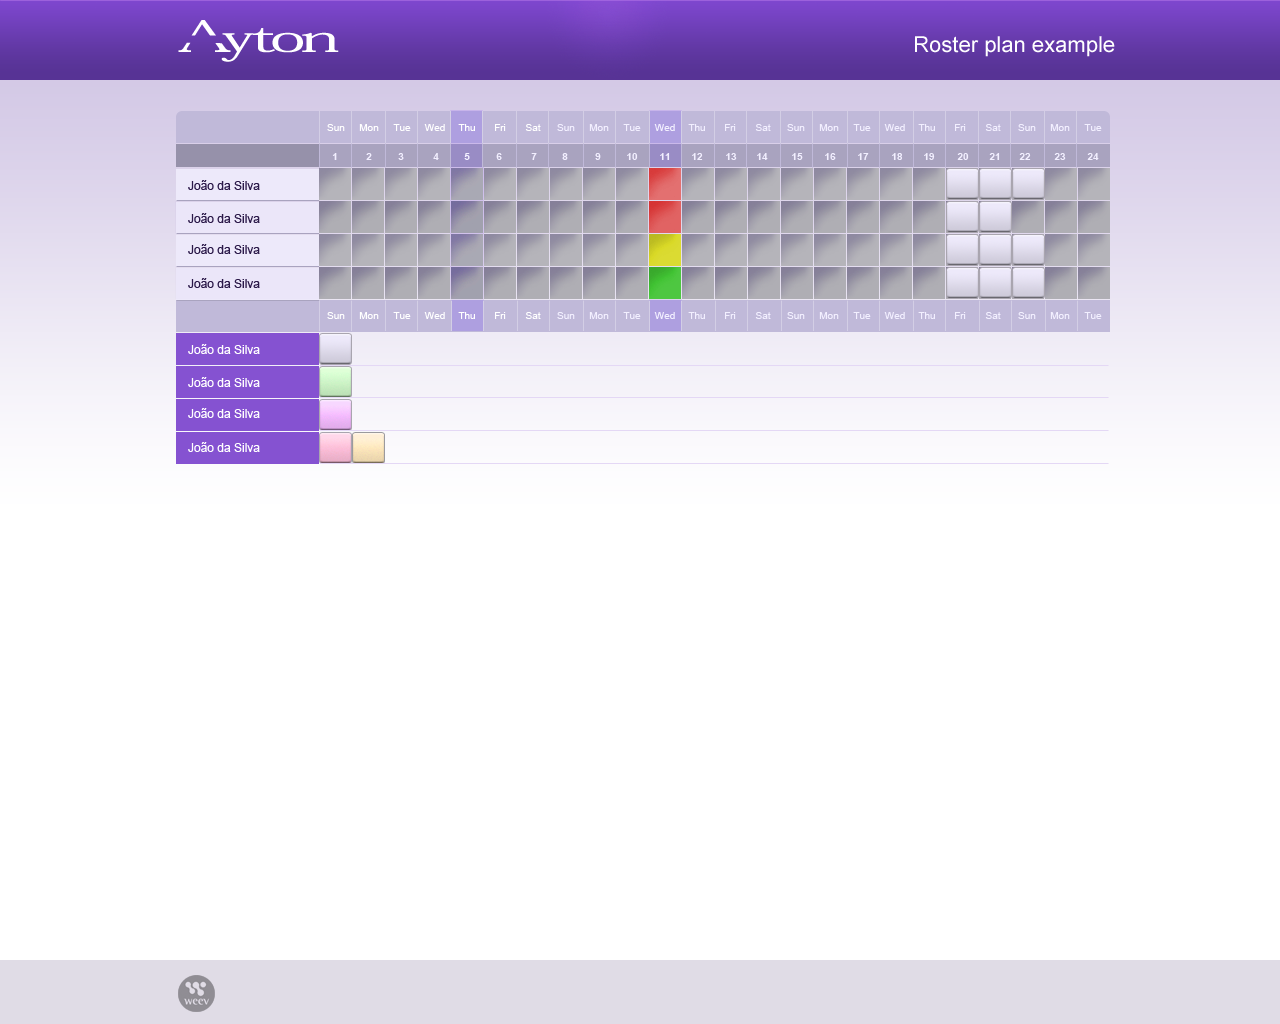 Ayton
Roster plan example
Sun Mon Tue Wed Thu Fri Sat Sun Mon Tue Wed Thu Fri Sat Sun Mon Tue Wed Thu Fri Sat Sun Mon Tue
1 2 3 4 5 6 7 8 9 10 11 12 13 14 15 16 17 18 19 20 21 22 23 24
João da Silva
João da Silva
João da Silva
João da Silva
Sun Mon Tue Wed Thu Fri Sat Sun Mon Tue Wed Thu Fri Sat Sun Mon Tue Wed Thu Fri Sat Sun Mon Tue
João da Silva
João da Silva
João da Silva
João da Silva
weev